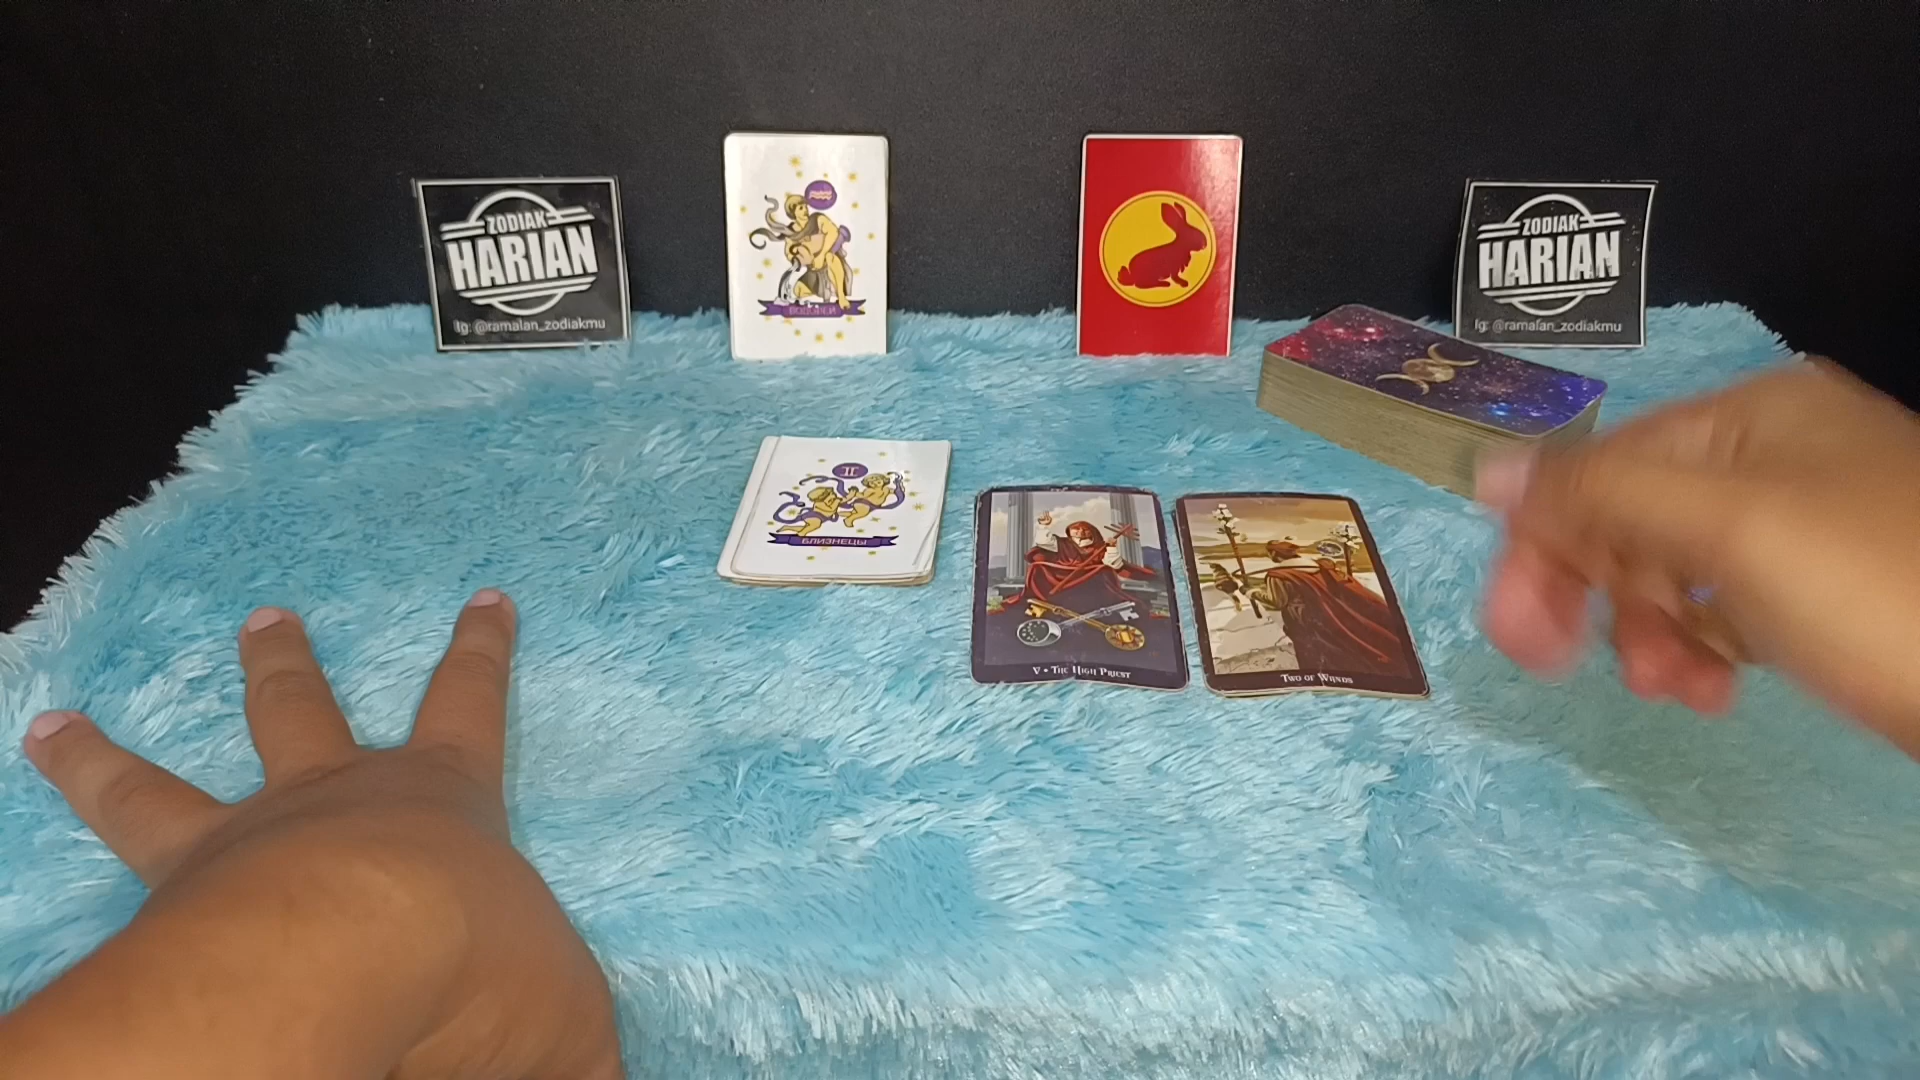 ZODIAK
HARIAN
Ig: @ramalan_zodiakmu
ВОДОЛЕЙ
ZODIAK
HARIAN
Ig: @ramalan_zodiakmu
II
БЛИЗНЕЦЫ
V • THE HIGH PRIEST
TWO OF WANDS